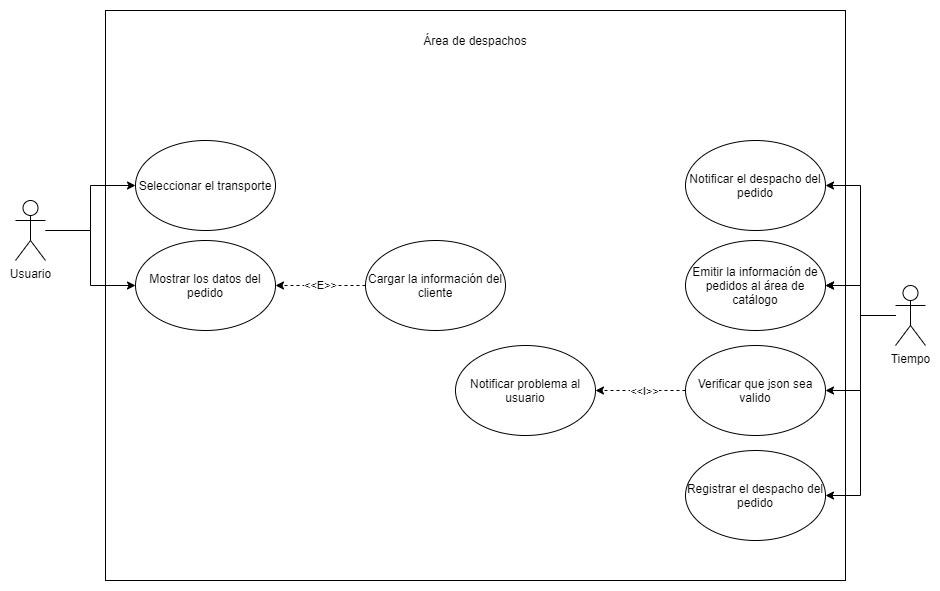 Área de despachos
Seleccionar el transporte
Notificar el despacho del
pedido
Usuario
Mostrar los datos del
pedido
<<E>>
Cargar la información del
cliente
Emitir la información de
pedidos al área de
catálogo
Tiempo
Notificar problema al
usuario
<<I>>
Verificar que json sea
valido
Registrar el despacho del
pedido